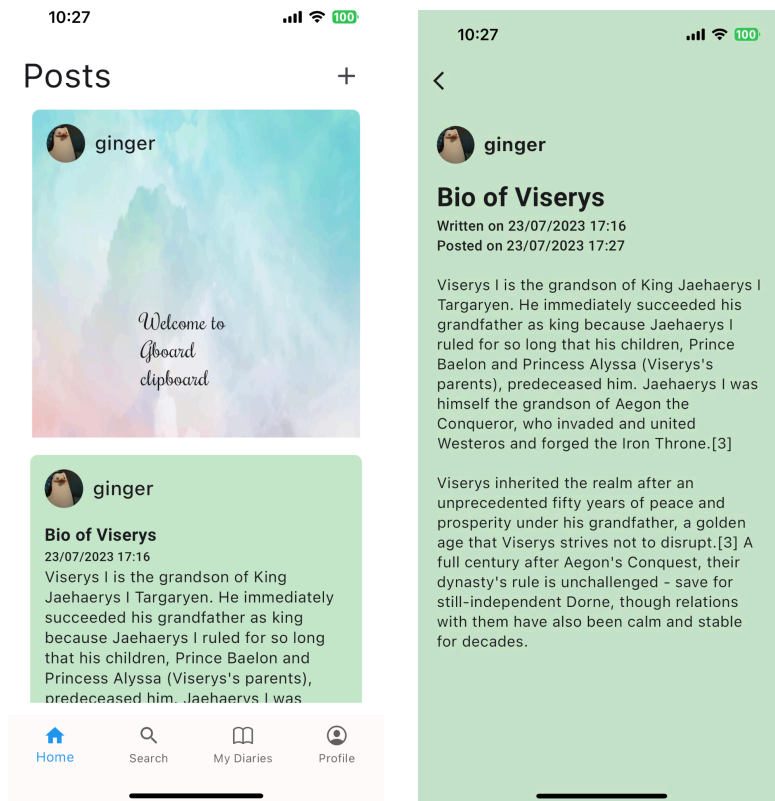 10:27
100
Posts
+
ginger
Welcome to
Gboard
clipboard
ginger
Bio of Viserys
23/07/2023 17:16
Viserys I is the grandson of King
Jaehaerys I Targaryen. He immediately
succeeded his grandfather as king
because Jaehaerys I ruled for so long
that his children, Prince Baelon and
Princess Alyssa (Viserys's parents),
predeceased him. Jaehaerys I was
Home
Search
My Diaries
Profile
10:27
100
ginger
Bio of Viserys
Written on 23/07/2023 17:16
Posted on 23/07/2023 17:27
Viserys I is the grandson of King Jaehaerys I
Targaryen. He immediately succeeded his
grandfather as king because Jaehaerys I
ruled for so long that his children, Prince
Baelon and Princess Alyssa (Viserys's
parents), predeceased him. Jaehaerys I was
himself the grandson of Aegon the
Conqueror, who invaded and united
Westeros and forged the Iron Throne.[3]
Viserys inherited the realm after an
unprecedented fifty years of peace and
prosperity under his grandfather, a golden
age that Viserys strives not to disrupt.[3] A
full century after Aegon's Conquest, their
dynasty's rule is unchallenged - save for
still-independent Dorne, though relations
with them have also been calm and stable
for decades.